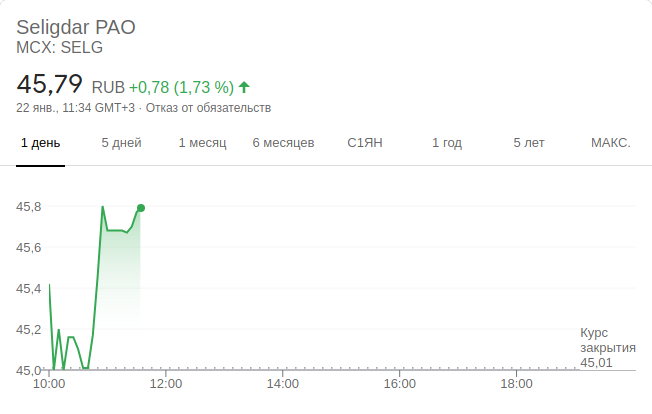 Seligdar PAO
MCX: SELG
45,79 RUB +0,78 (1,73 %)
22 янв., 11:34 GMT+3 · Отказ от обязательств
1 день 5 дней 1 месяц 6 месяцев С1ЯН 1 год 5 лет МАКС.
45,8
45,6
45,4
45,2
45,0
Курс
закрытия
45,01
10:00 12:00 14:00 16:00 18:00